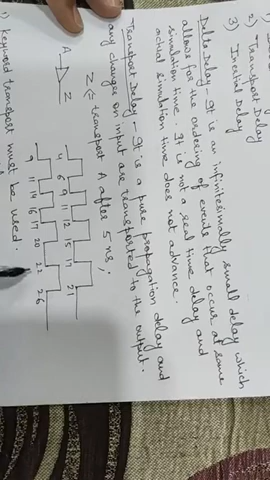 2) Transport Delay
3) Inertial Delay
Delta Delay - It is an infinitesimally small delay which
allows for the ordering of events that occur at same
simulation time. It is not a real time delay and
actual simulation time does not advance.
Transport Delay - It is pure propagation delay and
any changes on input are transported to the output.
Z <= transport A after 5 ns ;
A Z
4 6 9 11 12 15 17 21
9 11 14 16 17 20 22 26
1) Keyword transport must be used.